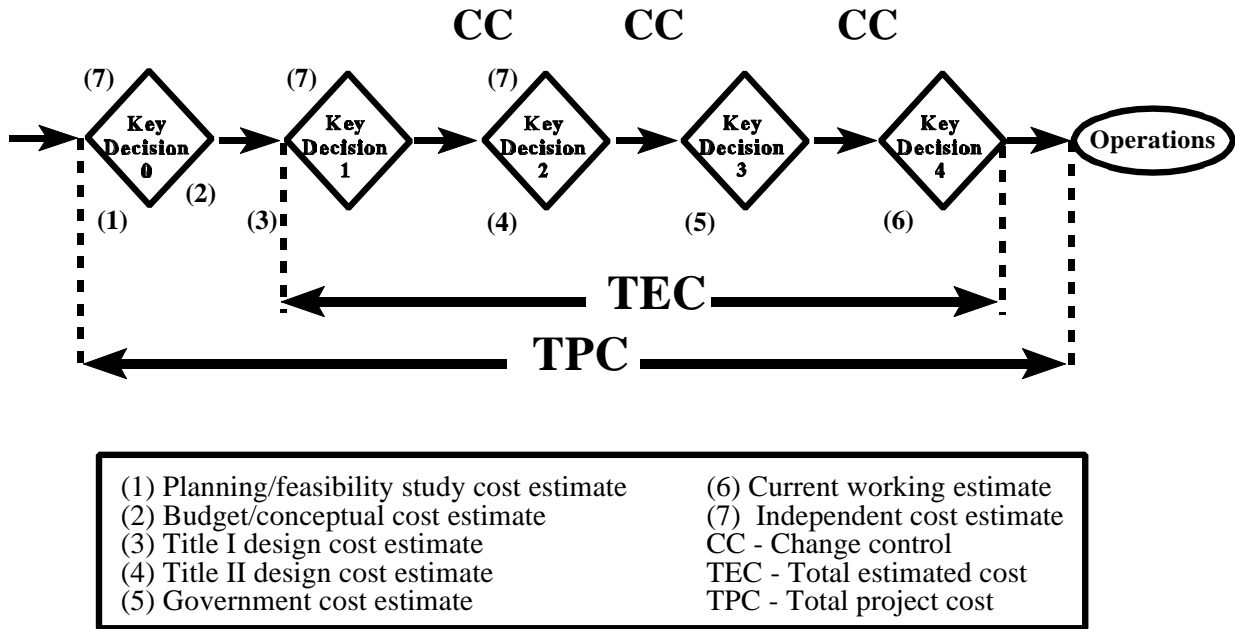 CC CC CC
(7) (7) (7)
Key Decision 0
Key Decision 1
Key Decision 2
Key Decision 3
Key Decision 4
Operations
(1) (2) (3) (4) (5) (6)
TEC
TPC
(1) Planning/feasibility study cost estimate
(2) Budget/conceptual cost estimate
(3) Title I design cost estimate
(4) Title II design cost estimate
(5) Government cost estimate
(6) Current working estimate
(7) Independent cost estimate
CC - Change control
TEC - Total estimated cost
TPC - Total project cost